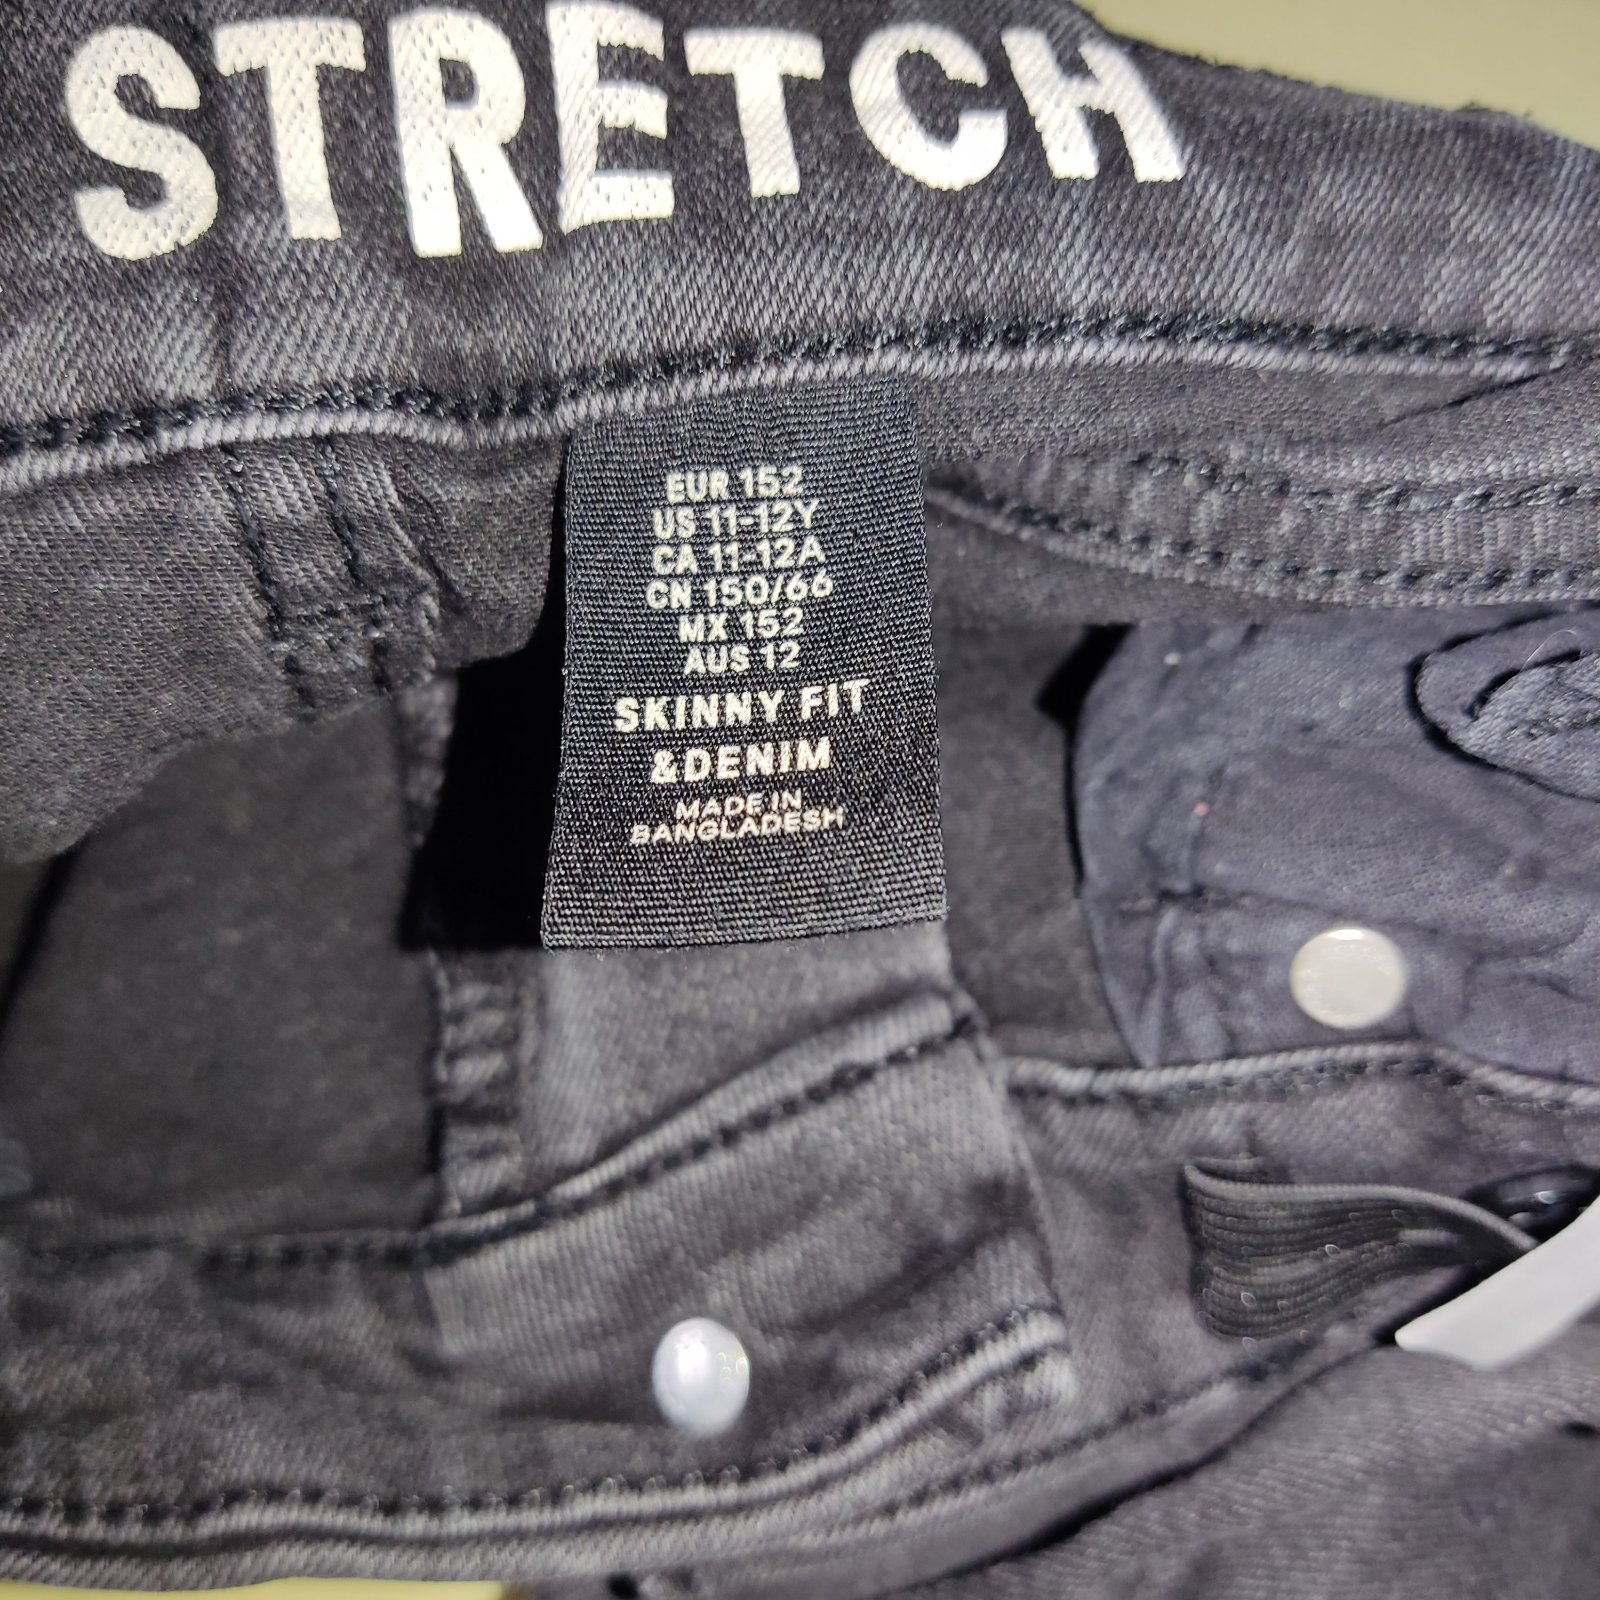 STRETCH
EUR 152
US 11-12Y
CA 11-12A
CN 150/66
MX 152
AUS 12
SKINNY FIT
&DENIM
MADE IN
BANGLADESH